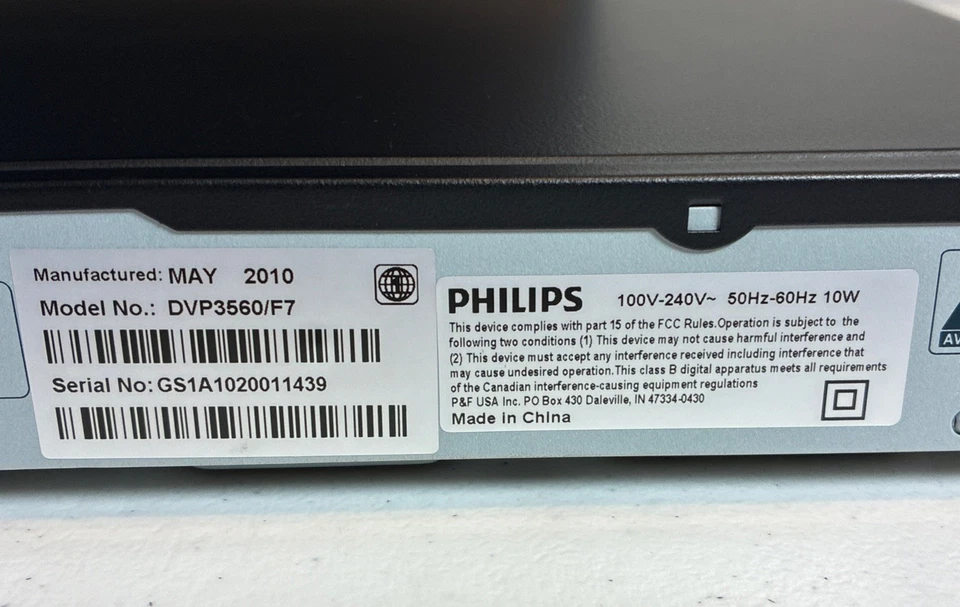 Manufactured: MAY 2010
Model No.: DVP3560/F7
Serial No: GS1A1020011439
PHILIPS 100V-240V~ 50Hz-60Hz 10W
This device complies with part 15 of the FCC Rules.Operation is subject to the
following two conditions (1) This device may not cause harmful interference and
(2) This device must accept any interference received including interference that
may cause undesired operation.This class B digital apparatus meets all requirements
of the Canadian interference-causing equipment regulations
P&F USA Inc. PO Box 430 Daleville, IN 47334-0430
Made in China